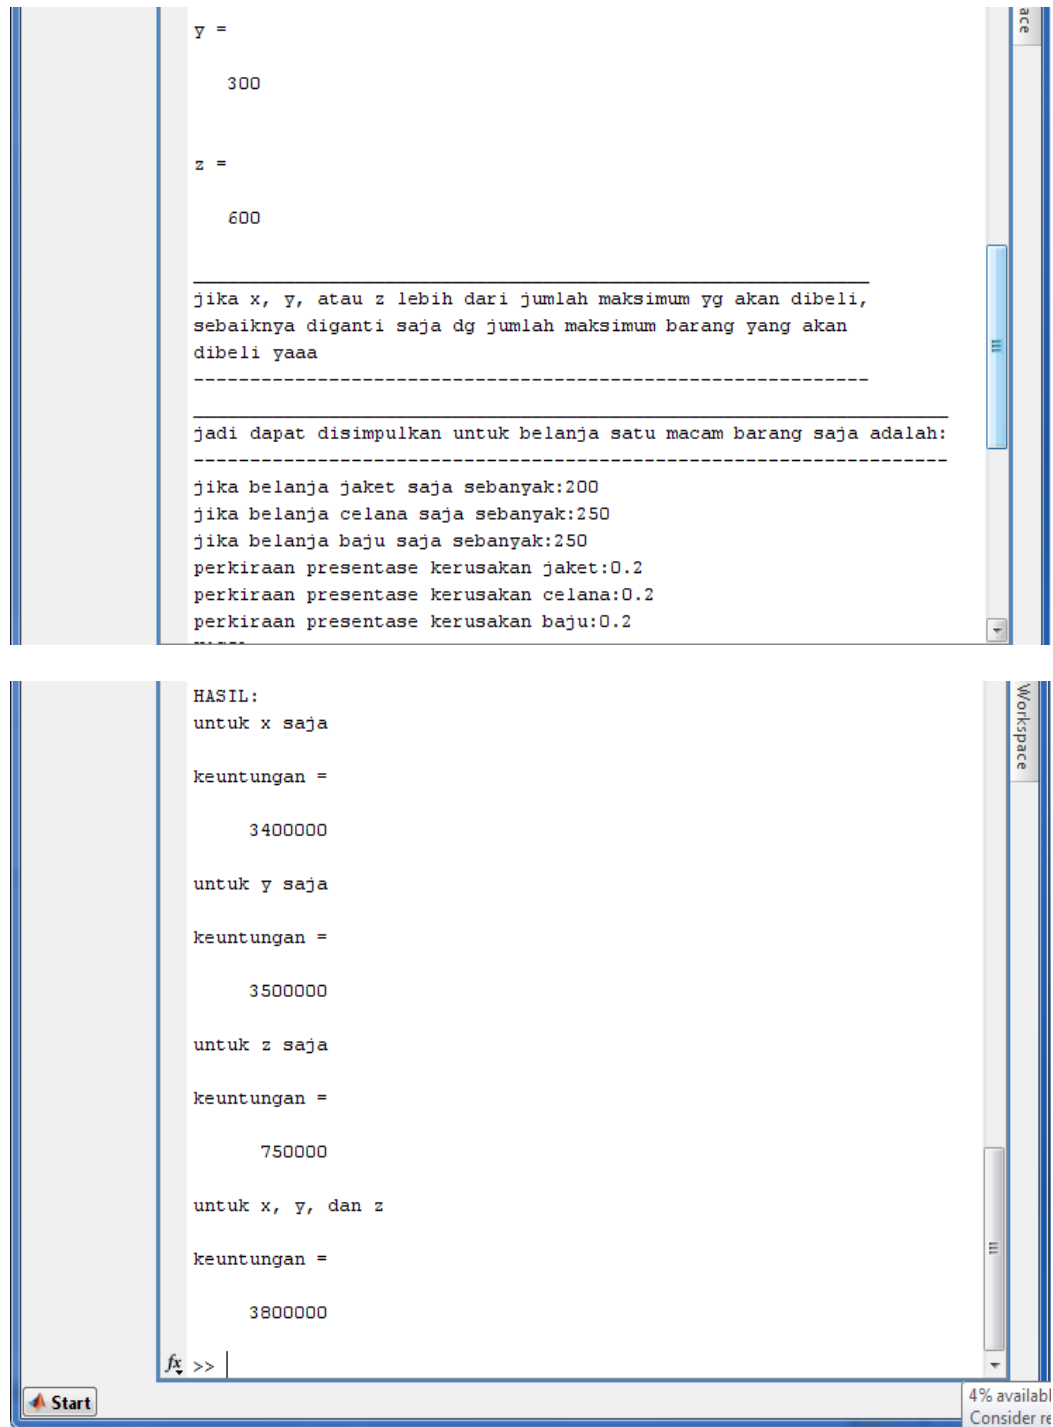 ace
y =
300
z =
600
jika x, y, atau z lebih dari jumlah maksimum yg akan dibeli,
sebaiknya diganti saja dg jumlah maksimum barang yang akan
dibeli yaaa
------------------------------------------------------------
jadi dapat disimpulkan untuk belanja satu macam barang saja adalah:
-------------------------------------------------------------------
jika belanja jaket saja sebanyak:200
jika belanja celana saja sebanyak:250
jika belanja baju saja sebanyak:250
perkiraan presentase kerusakan jaket:0.2
perkiraan presentase kerusakan celana:0.2
perkiraan presentase kerusakan baju:0.2
HASIL:
Workspace
untuk x saja
keuntungan =
3400000
untuk y saja
keuntungan =
3500000
untuk z saja
keuntungan =
750000
untuk x, y, dan z
keuntungan =
3800000
fx >>
Start
4% availabl
Consider re